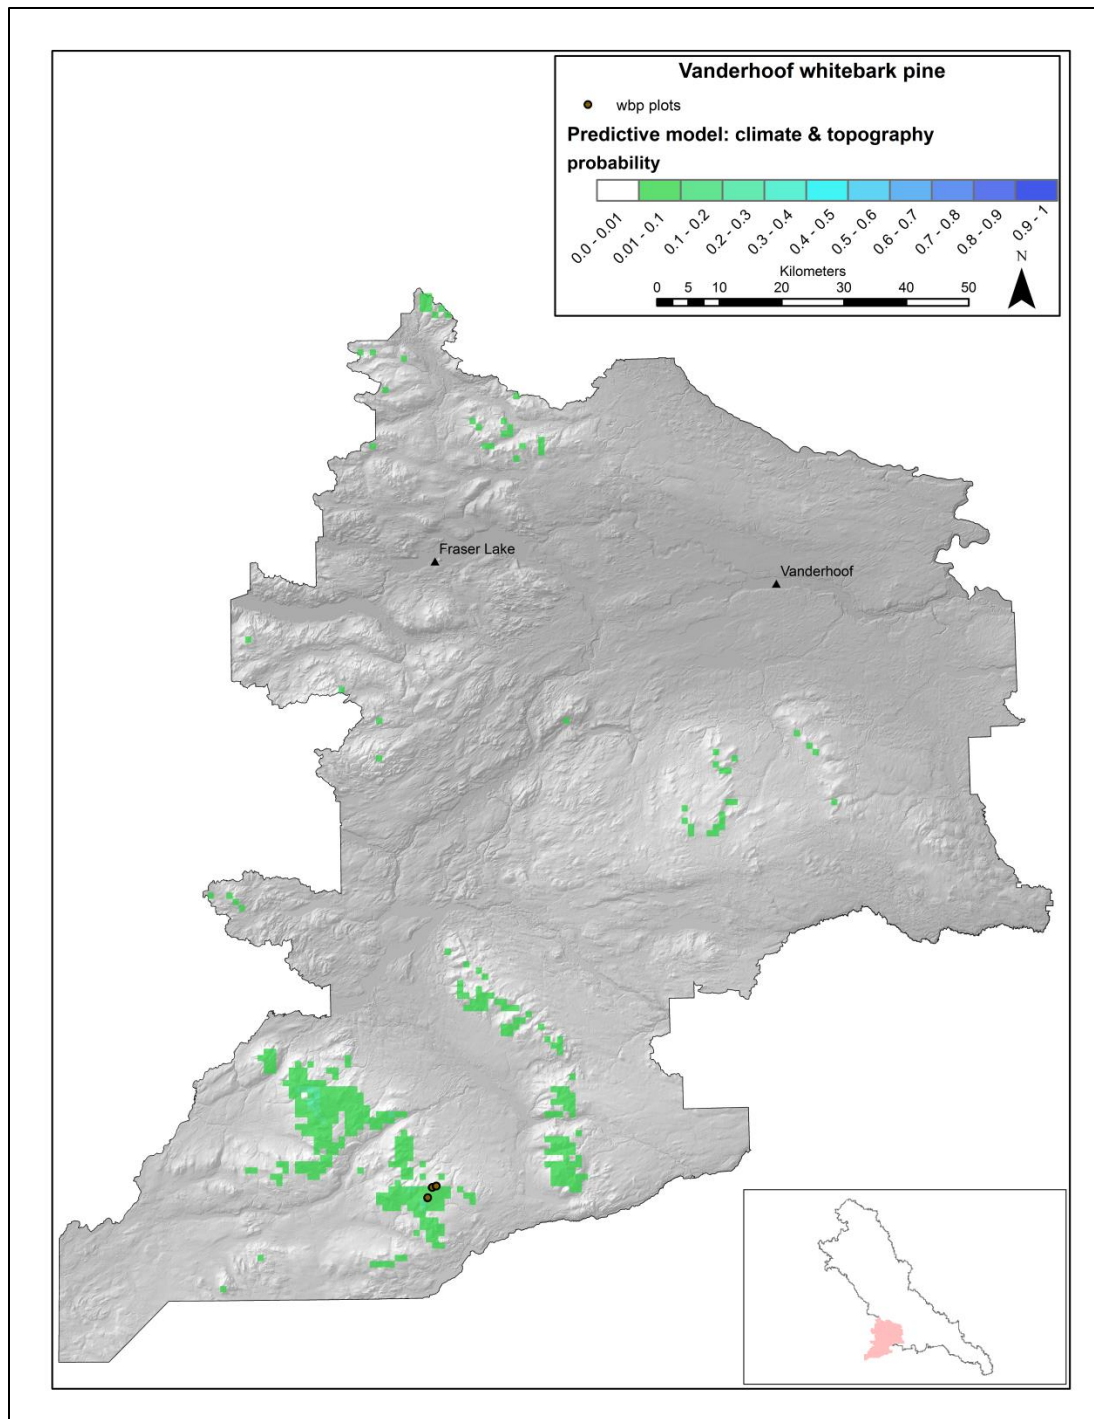 Vanderhoof whitebark pine
wbp plots
Predictive model: climate & topography
probability
0.0 - 0.01 0.01 - 0.1 0.1 - 0.2 0.2 - 0.3 0.3 - 0.4 0.4 - 0.5 0.5 - 0.6 0.6 - 0.7 0.7 - 0.8 0.8 - 0.9 0.9 - 1
Kilometers
0 5 10 20 30 40 50
N
Fraser Lake
Vanderhoof